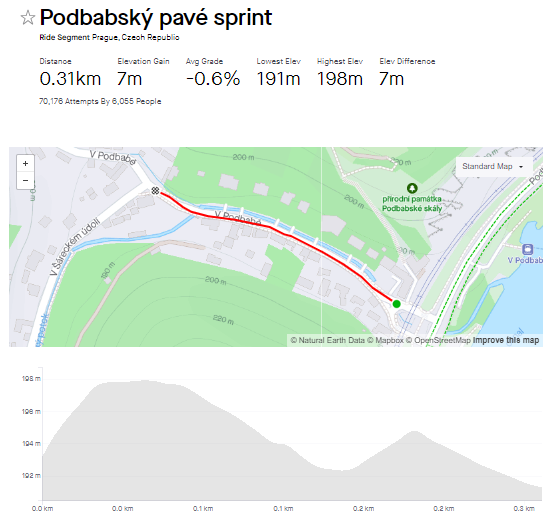 Podbabský pavé sprint
Ride Segment Prague, Czech Republic
Distance Elevation Gain Avg Grade Lowest Elev Highest Elev Elev Difference
0.31km 7m -0.6% 191m 198m 7m
70,176 Attempts By 6,055 People
+
−
Standard Map
V Podbabě
200 m
přírodní památka
Podbabské skály
V Podbabě
V Šáreckém údolí
V Podbab
200 m
200 m
220 m
© Natural Earth Data © Mapbox © OpenStreetMap Improve this map
198 m
196 m
194 m
192 m
0.0 km 0.0 km 0.1 km 0.1 km 0.2 km 0.2 km 0.3 km